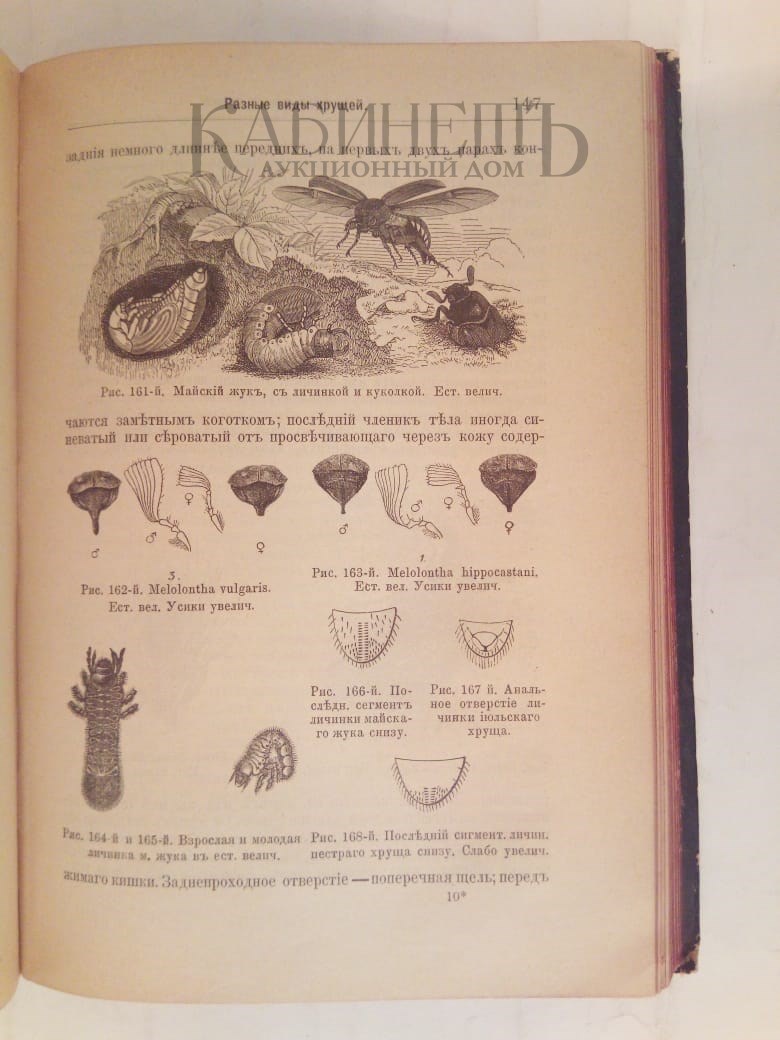 Разные виды хрущей.
147
КАБИНЕТЪ
АУКЦИОННЫЙ ДОМ
заднія немного длиннѣе переднихъ, на первыхъ двухъ парахъ кон-
Рис. 161-й. Майскій жукъ, съ личинкой и куколкой. Ест. велич.
чаются замѣтнымъ коготкомъ; послѣдній членикъ тѣла иногда си-
неватый или сѣроватый отъ просвѣчивающаго черезъ кожу содер-
♂ ♂ ♀ ♀
♂ ♂ ♀ ♀
3.
Рис. 162-й. Melolontha vulgaris.
Ест. вел. Усики увелич.
1.
Рис. 163-й. Melolontha hippocastani.
Ест. вел. Усики увелич.
Рис. 166-й. По-
слѣдн. сегментъ
личинки майска-
го жука снизу.
Рис. 167 й. Аналь-
ное отверстіе ли-
чинки іюльскаго
хруща.
Рис. 164-й и 165-й. Взрослая и молодая
личинка м. жука въ ест. велич.
Рис. 168-й. Послѣдній сигмент. личин.
пестраго хруща снизу. Слабо увелич.
жимаго кишки. Заднепроходное отверстіе — поперечная щель; передъ
10*